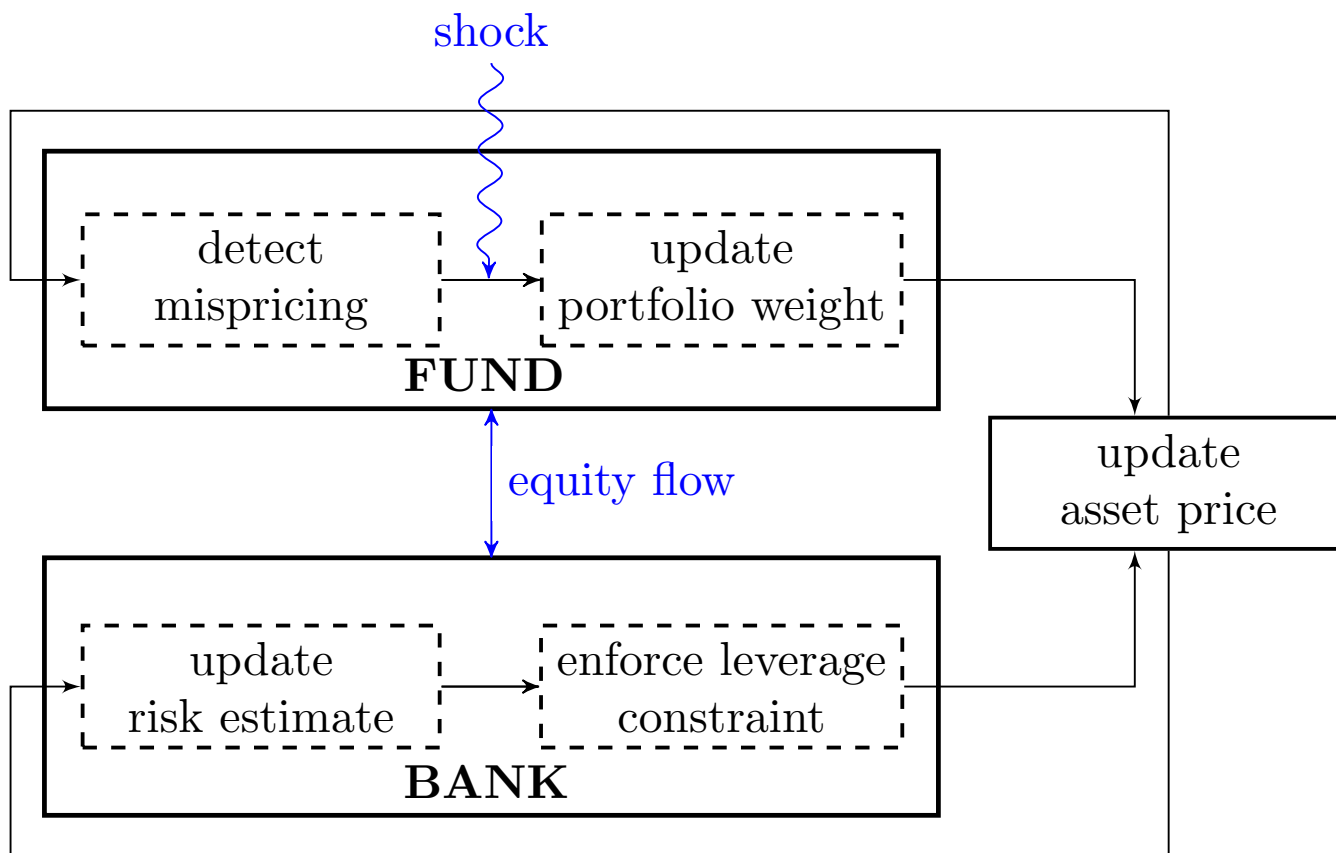 shock
detect
mispricing
update
portfolio weight
FUND
equity flow
update
asset price
update
risk estimate
enforce leverage
constraint
BANK